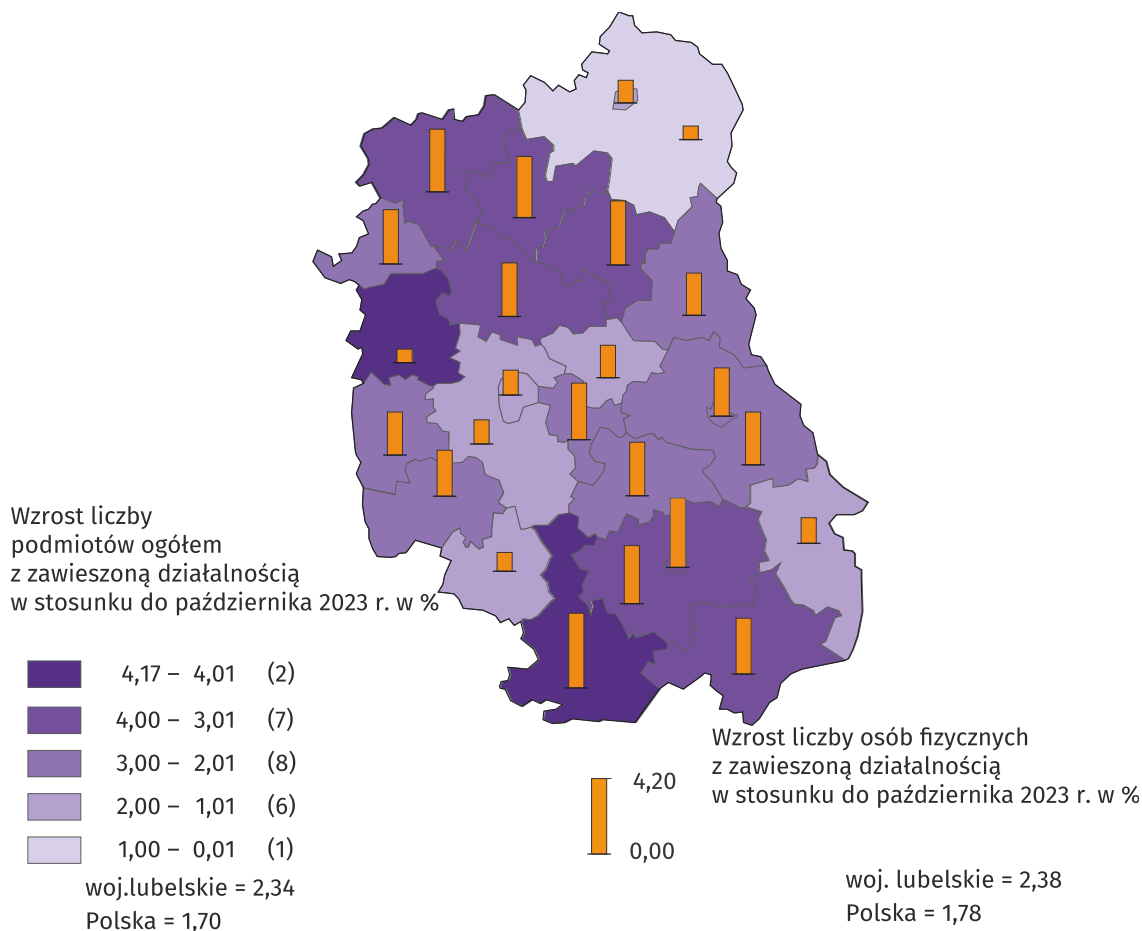 Wzrost liczby
podmiotów ogółem
z zawieszoną działalnością
w stosunku do października 2023 r. w %
4,17 – 4,01 (2)
4,00 – 3,01 (7)
3,00 – 2,01 (8)
2,00 – 1,01 (6)
1,00 – 0,01 (1)
woj.lubelskie = 2,34
Polska = 1,70
Wzrost liczby osób fizycznych
z zawieszoną działalnością
w stosunku do października 2023 r. w %
4,20
0,00
woj. lubelskie = 2,38
Polska = 1,78